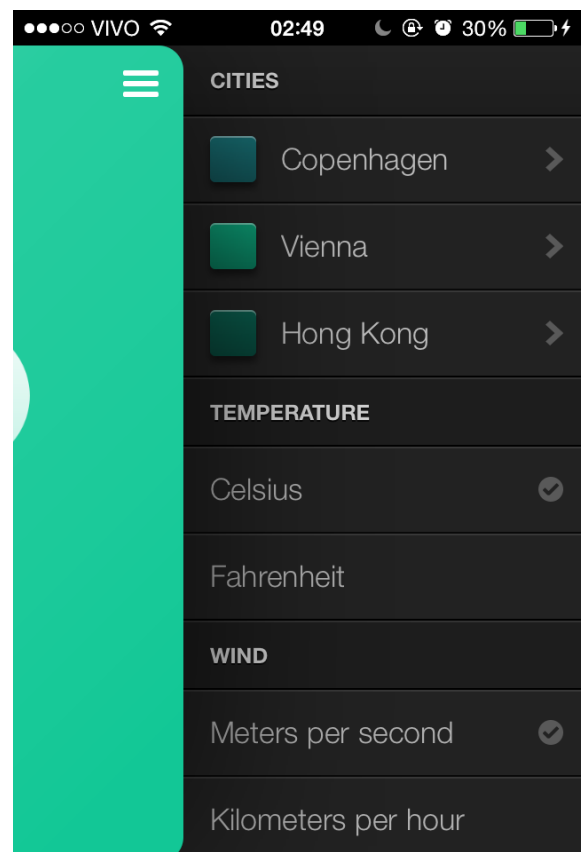 VIVO 02:49 30%
CITIES
Copenhagen
Vienna
Hong Kong
TEMPERATURE
Celsius
Fahrenheit
WIND
Meters per second
Kilometers per hour